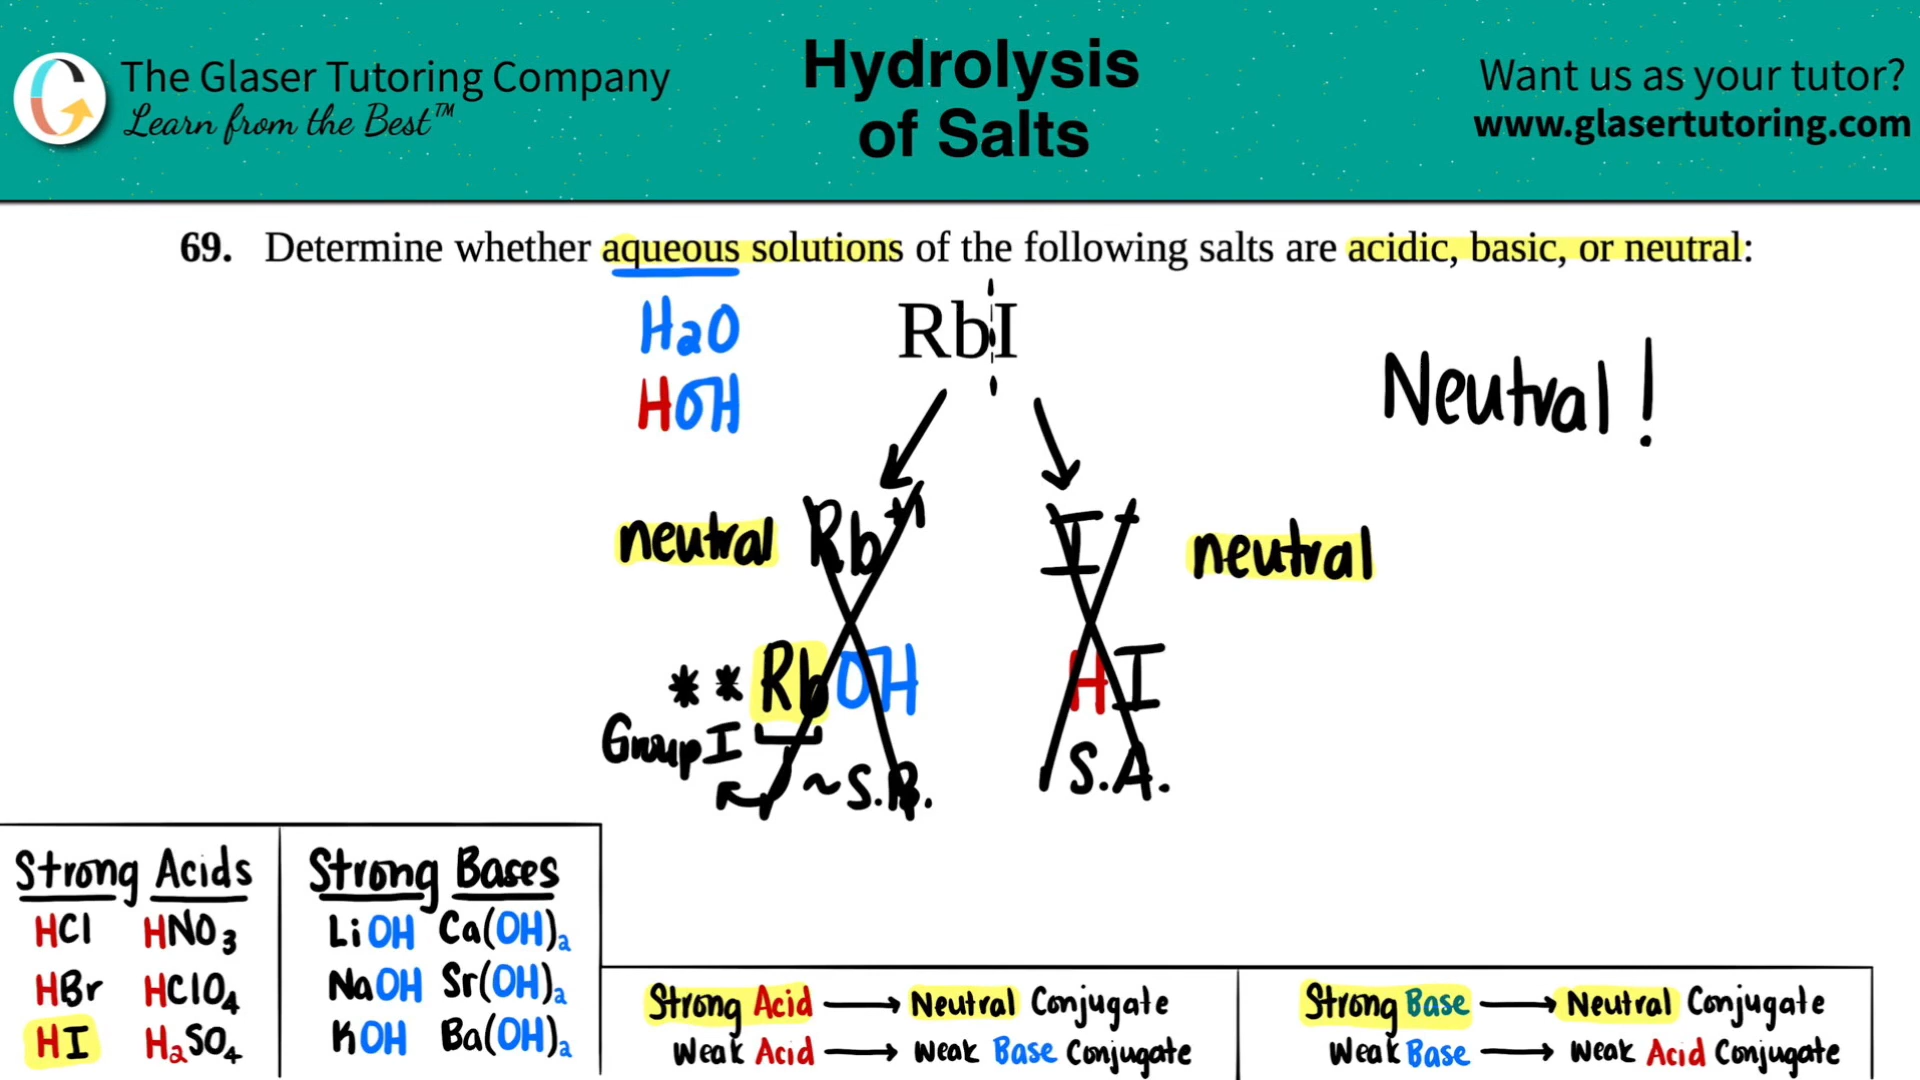 The Glaser Tutoring Company
Learn from the Best™
Hydrolysis
of Salts
Want us as your tutor?
www.glasertutoring.com
69. Determine whether aqueous solutions of the following salts are acidic, basic, or neutral:
H₂O
HOH
RbI
Neutral!
neutral Rb⁺¹
I⁻ neutral
** RbOH
Group I
~S.B.
HI
S.A.
Strong Acids
HCl HNO₃
HBr HClO₄
HI H₂SO₄
Strong Bases
LiOH Ca(OH)₂
NaOH Sr(OH)₂
KOH Ba(OH)₂
Strong Acid → Neutral Conjugate
Weak Acid → Weak Base Conjugate
Strong Base → Neutral Conjugate
Weak Base → Weak Acid Conjugate